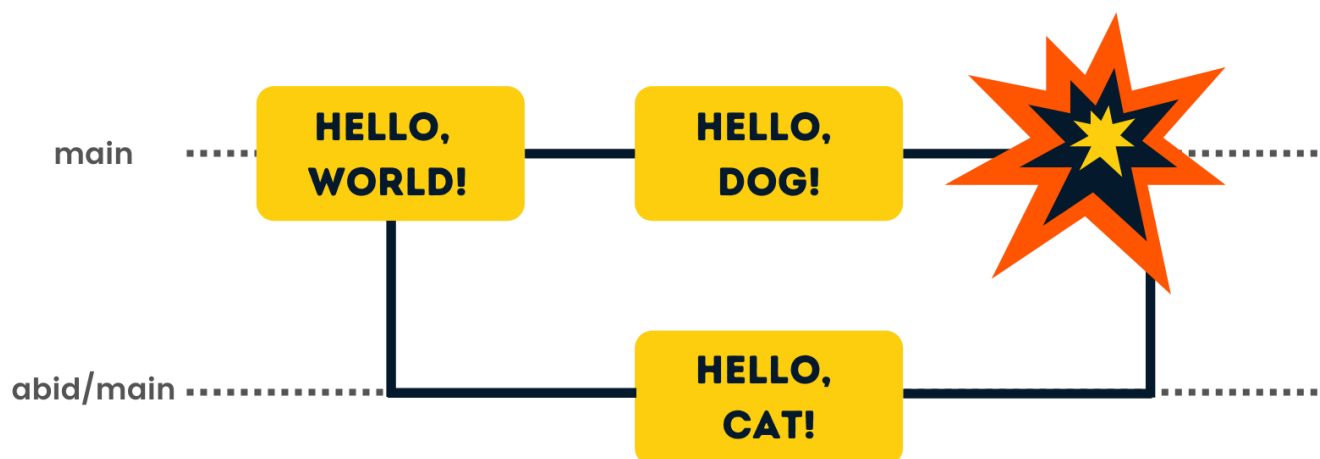 main
HELLO,
WORLD!
HELLO,
DOG!
abid/main
HELLO,
CAT!